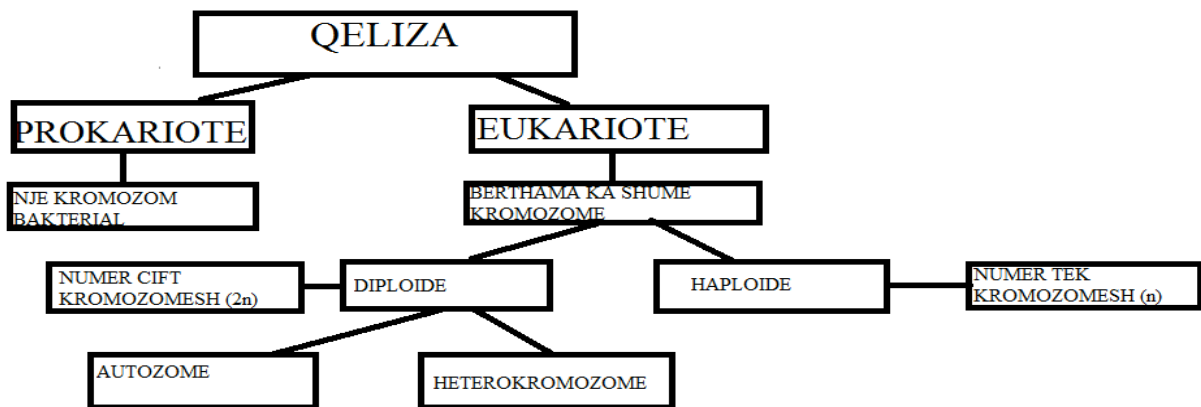 QELIZA
PROKARIOTE
EUKARIOTE
NJE KROMOZOM
BAKTERIAL
BERTHAMA KA SHUME
KROMOZOME
NUMER CIFT
KROMOZOMESH (2n)
DIPLOIDE
HAPLOIDE
NUMER TEK
KROMOZOMESH (n)
AUTOZOME
HETEROKROMOZOME